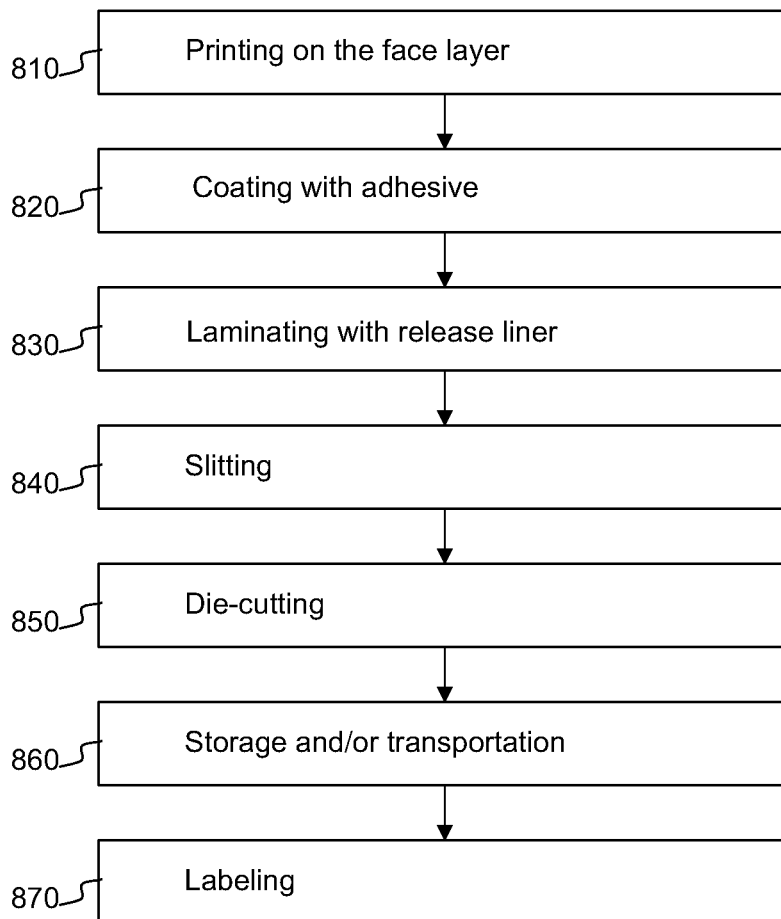 810 Printing on the face layer
820 Coating with adhesive
830 Laminating with release liner
840 Slitting
850 Die-cutting
860 Storage and/or transportation
870 Labeling